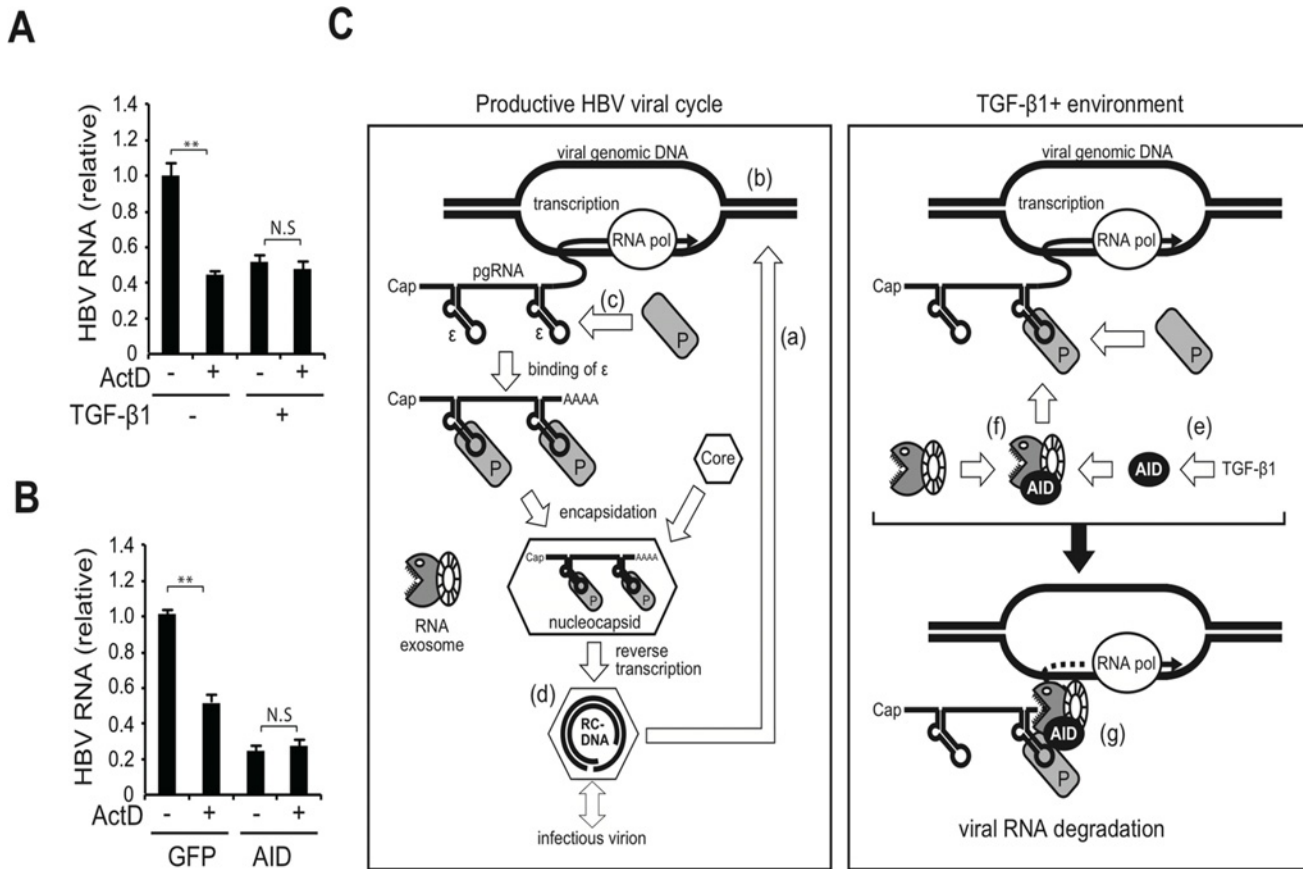 A
HBV RNA (relative)
1.4
1.2
1.0
0.8
0.6
0.4
0.2
0
**
N.S
ActD - + - +
TGF-β1 - +
B
HBV RNA (relative)
1.4
1.2
1.0
0.8
0.6
0.4
0.2
0
**
N.S
ActD - + - +
GFP AID
C
Productive HBV viral cycle
viral genomic DNA
(b)
transcription
RNA pol
pgRNA
Cap
(c)
ε ε
P
(a)
binding of ε
Cap AAAA
P P
Core
encapsidation
Cap AAAA
P P
nucleocapsid
RNA
exosome
reverse
transcription
(d)
RC-
DNA
infectious virion
TGF-β1+ environment
viral genomic DNA
transcription
RNA pol
Cap
P P
(f) (e)
AID AID TGF-β1
RNA pol
Cap
AID (g)
P
viral RNA degradation